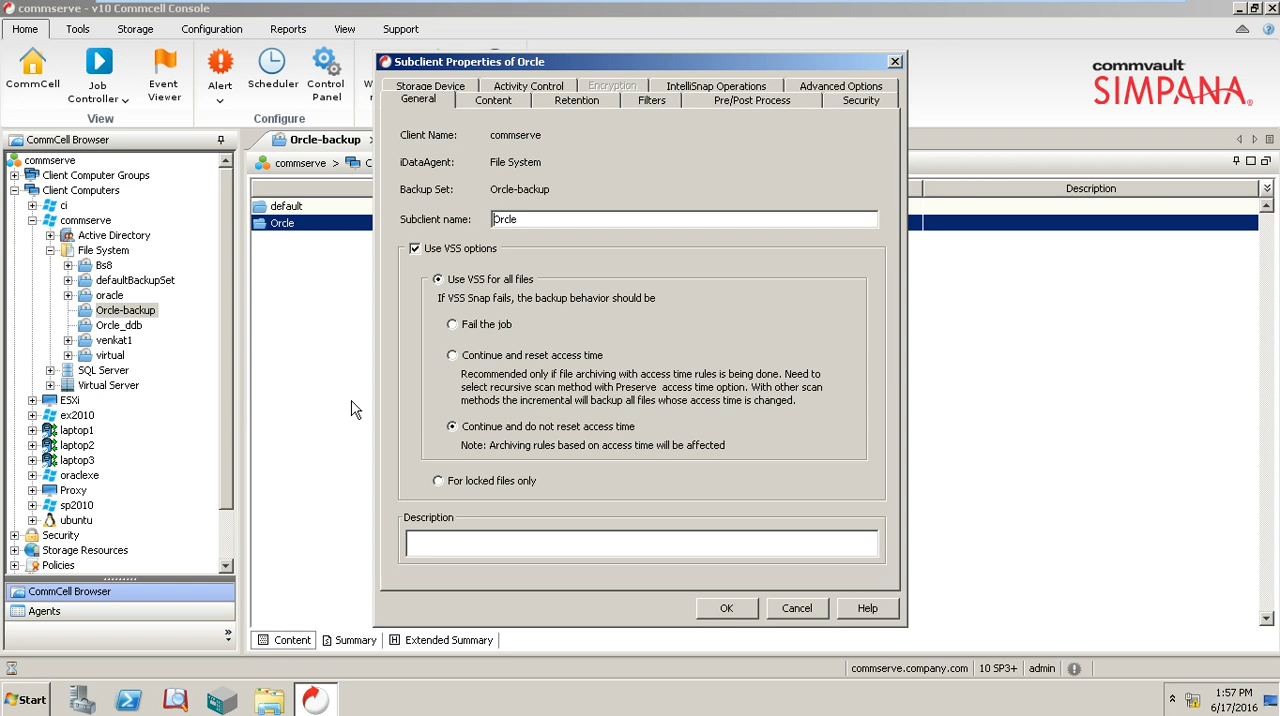 commserve - v10 Commcell Console
Home Tools Storage Configuration Reports View Support
CommCell Job Controller Event Viewer Alert Scheduler Control Panel
View Configure
commvault
SIMPANA
CommCell Browser
commserve
Client Computer Groups
Client Computers
ci
commserve
Active Directory
File System
Bs8
defaultBackupSet
oracle
Orcle-backup
Orcle_ddb
venkat1
virtual
SQL Server
Virtual Server
ESXi
ex2010
laptop1
laptop2
laptop3
oraclexe
Proxy
sp2010
ubuntu
Security
Storage Resources
Policies
CommCell Browser
Agents
Orcle-backup
commserve > C
Description
default
Orcle
Subclient Properties of Orcle
Storage Device Activity Control Encryption IntelliSnap Operations Advanced Options
General Content Retention Filters Pre/Post Process Security
Client Name: commserve
iDataAgent: File System
Backup Set: Orcle-backup
Subclient name: Orcle
Use VSS options
Use VSS for all files
If VSS Snap fails, the backup behavior should be
Fail the job
Continue and reset access time
Recommended only if file archiving with access time rules is being done. Need to
select recursive scan method with Preserve access time option. With other scan
methods the incremental will backup all files whose access time is changed.
Continue and do not reset access time
Note: Archiving rules based on access time will be affected
For locked files only
Description
OK Cancel Help
Content Summary Extended Summary
commserve.company.com 10 SP3+ admin
Start
1:57 PM
6/17/2016